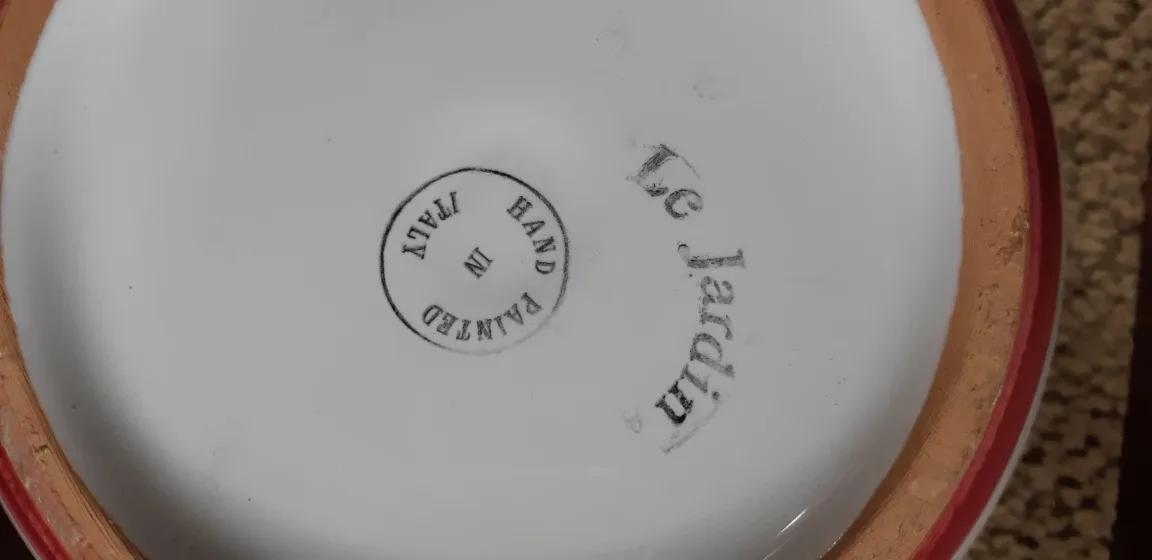 Le Jardin
HAND PAINTED
IN
ITALY